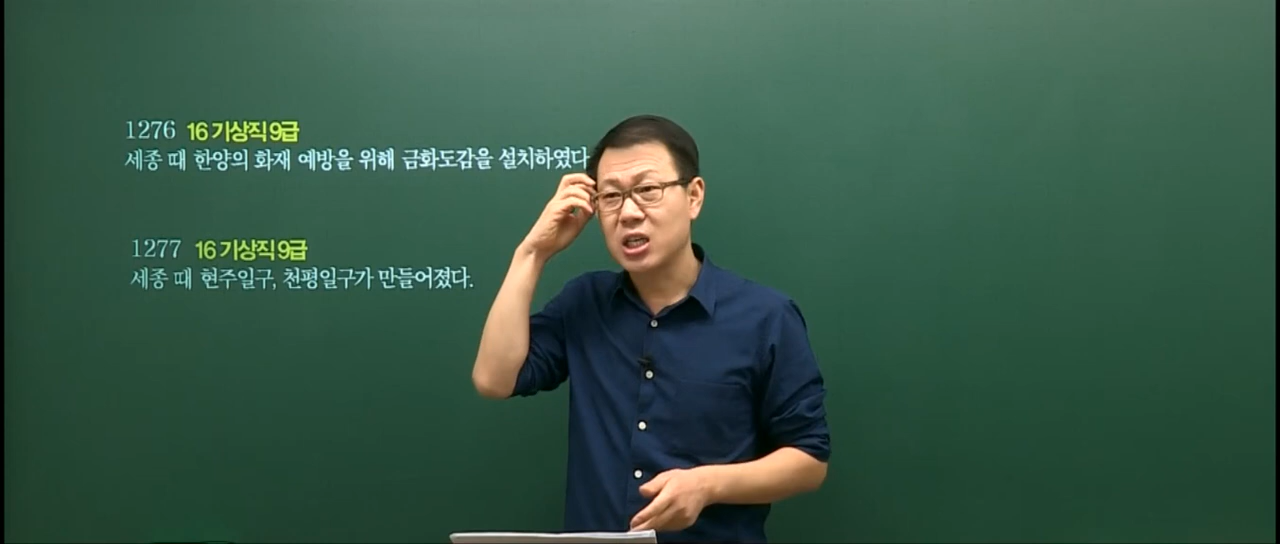 1276 16 기상직 9급
세종 때 한양의 화재 예방을 위해 금화도감을 설치하였다
1277 16 기상직 9급
세종 때 현주일구, 천평일구가 만들어졌다.